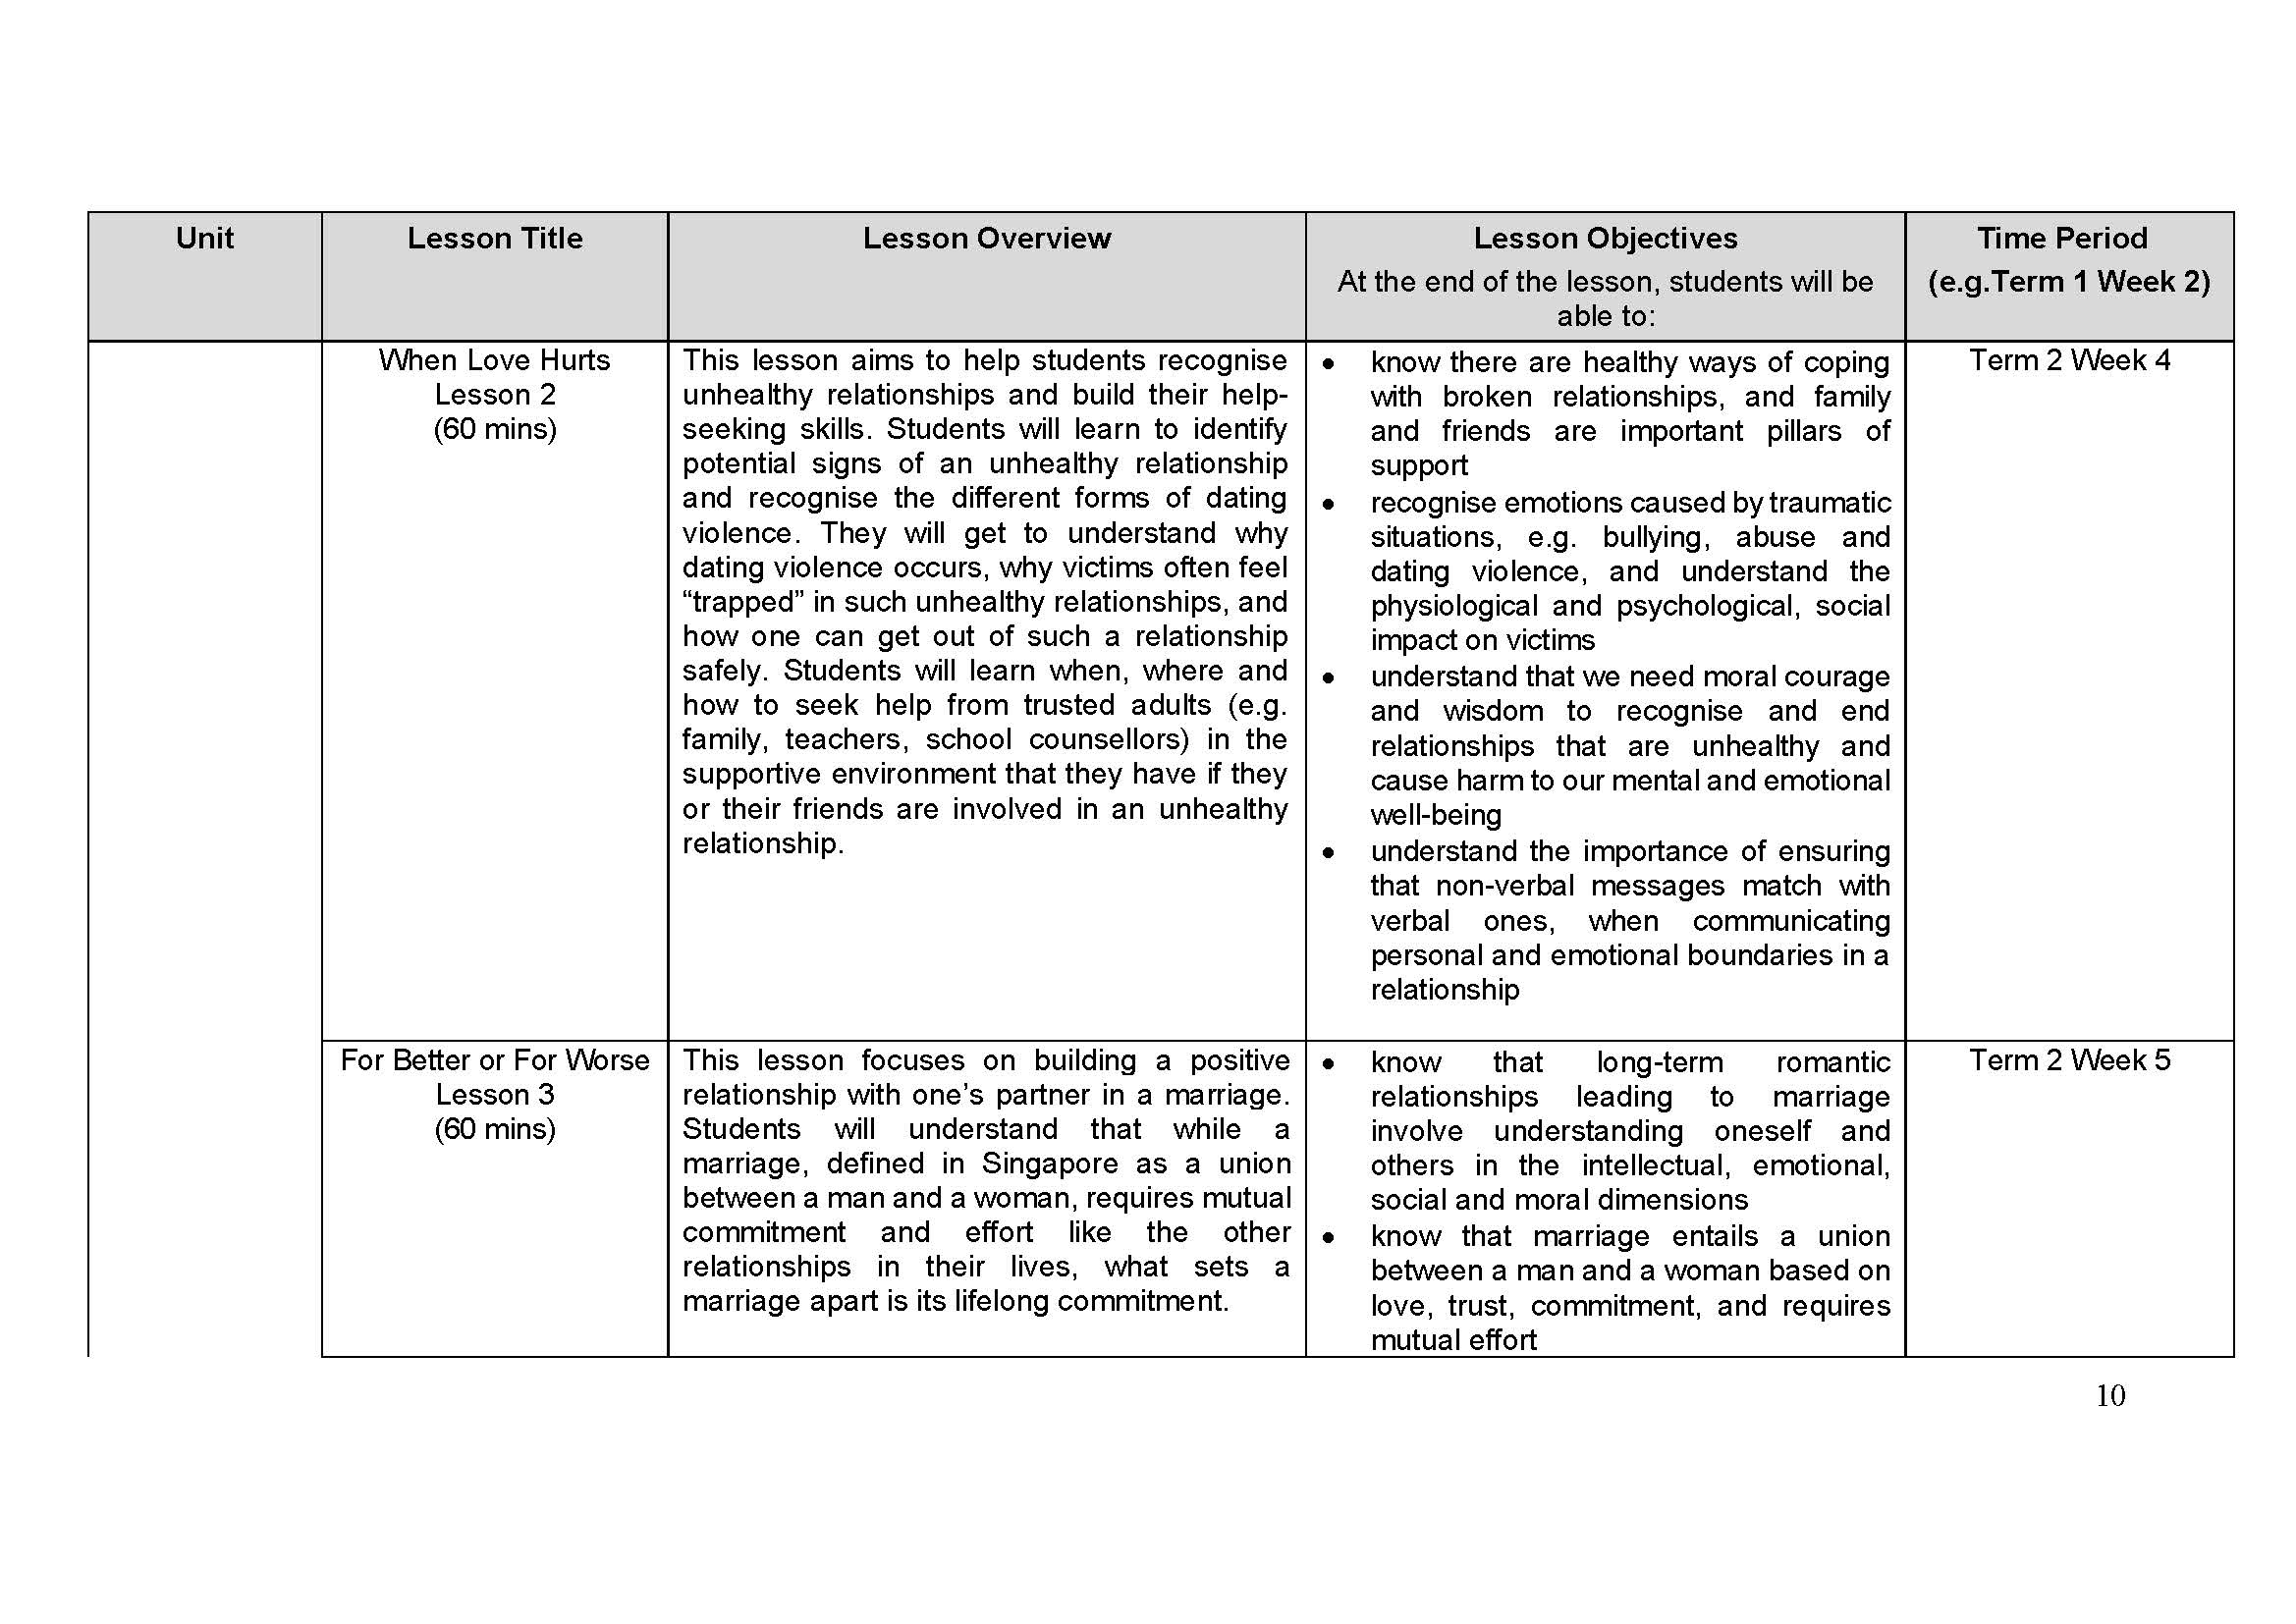 Unit
Lesson Title
Lesson Overview
Lesson Objectives
At the end of the lesson, students will be
able to:
Time Period
(e.g.Term 1 Week 2)
When Love Hurts
Lesson 2
(60 mins)
This lesson aims to help students recognise
unhealthy relationships and build their help-
seeking skills. Students will learn to identify
potential signs of an unhealthy relationship
and recognise the different forms of dating
violence. They will get to understand why
dating violence occurs, why victims often feel
“trapped” in such unhealthy relationships, and
how one can get out of such a relationship
safely. Students will learn when, where and
how to seek help from trusted adults (e.g.
family, teachers, school counsellors) in the
supportive environment that they have if they
or their friends are involved in an unhealthy
relationship.
• know there are healthy ways of coping
with broken relationships, and family
and friends are important pillars of
support
• recognise emotions caused by traumatic
situations, e.g. bullying, abuse and
dating violence, and understand the
physiological and psychological, social
impact on victims
• understand that we need moral courage
and wisdom to recognise and end
relationships that are unhealthy and
cause harm to our mental and emotional
well-being
• understand the importance of ensuring
that non-verbal messages match with
verbal ones, when communicating
personal and emotional boundaries in a
relationship
Term 2 Week 4
For Better or For Worse
Lesson 3
(60 mins)
This lesson focuses on building a positive
relationship with one’s partner in a marriage.
Students will understand that while a
marriage, defined in Singapore as a union
between a man and a woman, requires mutual
commitment and effort like the other
relationships in their lives, what sets a
marriage apart is its lifelong commitment.
• know that long-term romantic
relationships leading to marriage
involve understanding oneself and
others in the intellectual, emotional,
social and moral dimensions
• know that marriage entails a union
between a man and a woman based on
love, trust, commitment, and requires
mutual effort
Term 2 Week 5
10